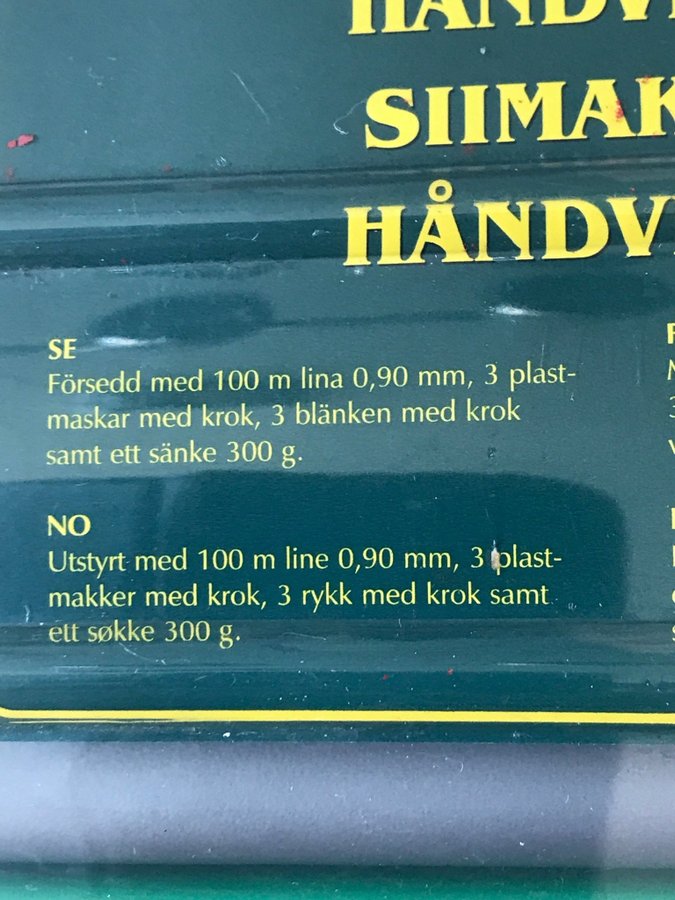 HANDV
SIIMAK
HÅNDV
SE
Försedd med 100 m lina 0,90 mm, 3 plast-
maskar med krok, 3 blänken med krok
samt ett sänke 300 g.
NO
Utstyrt med 100 m line 0,90 mm, 3 plast-
makker med krok, 3 rykk med krok samt
ett søkke 300 g.